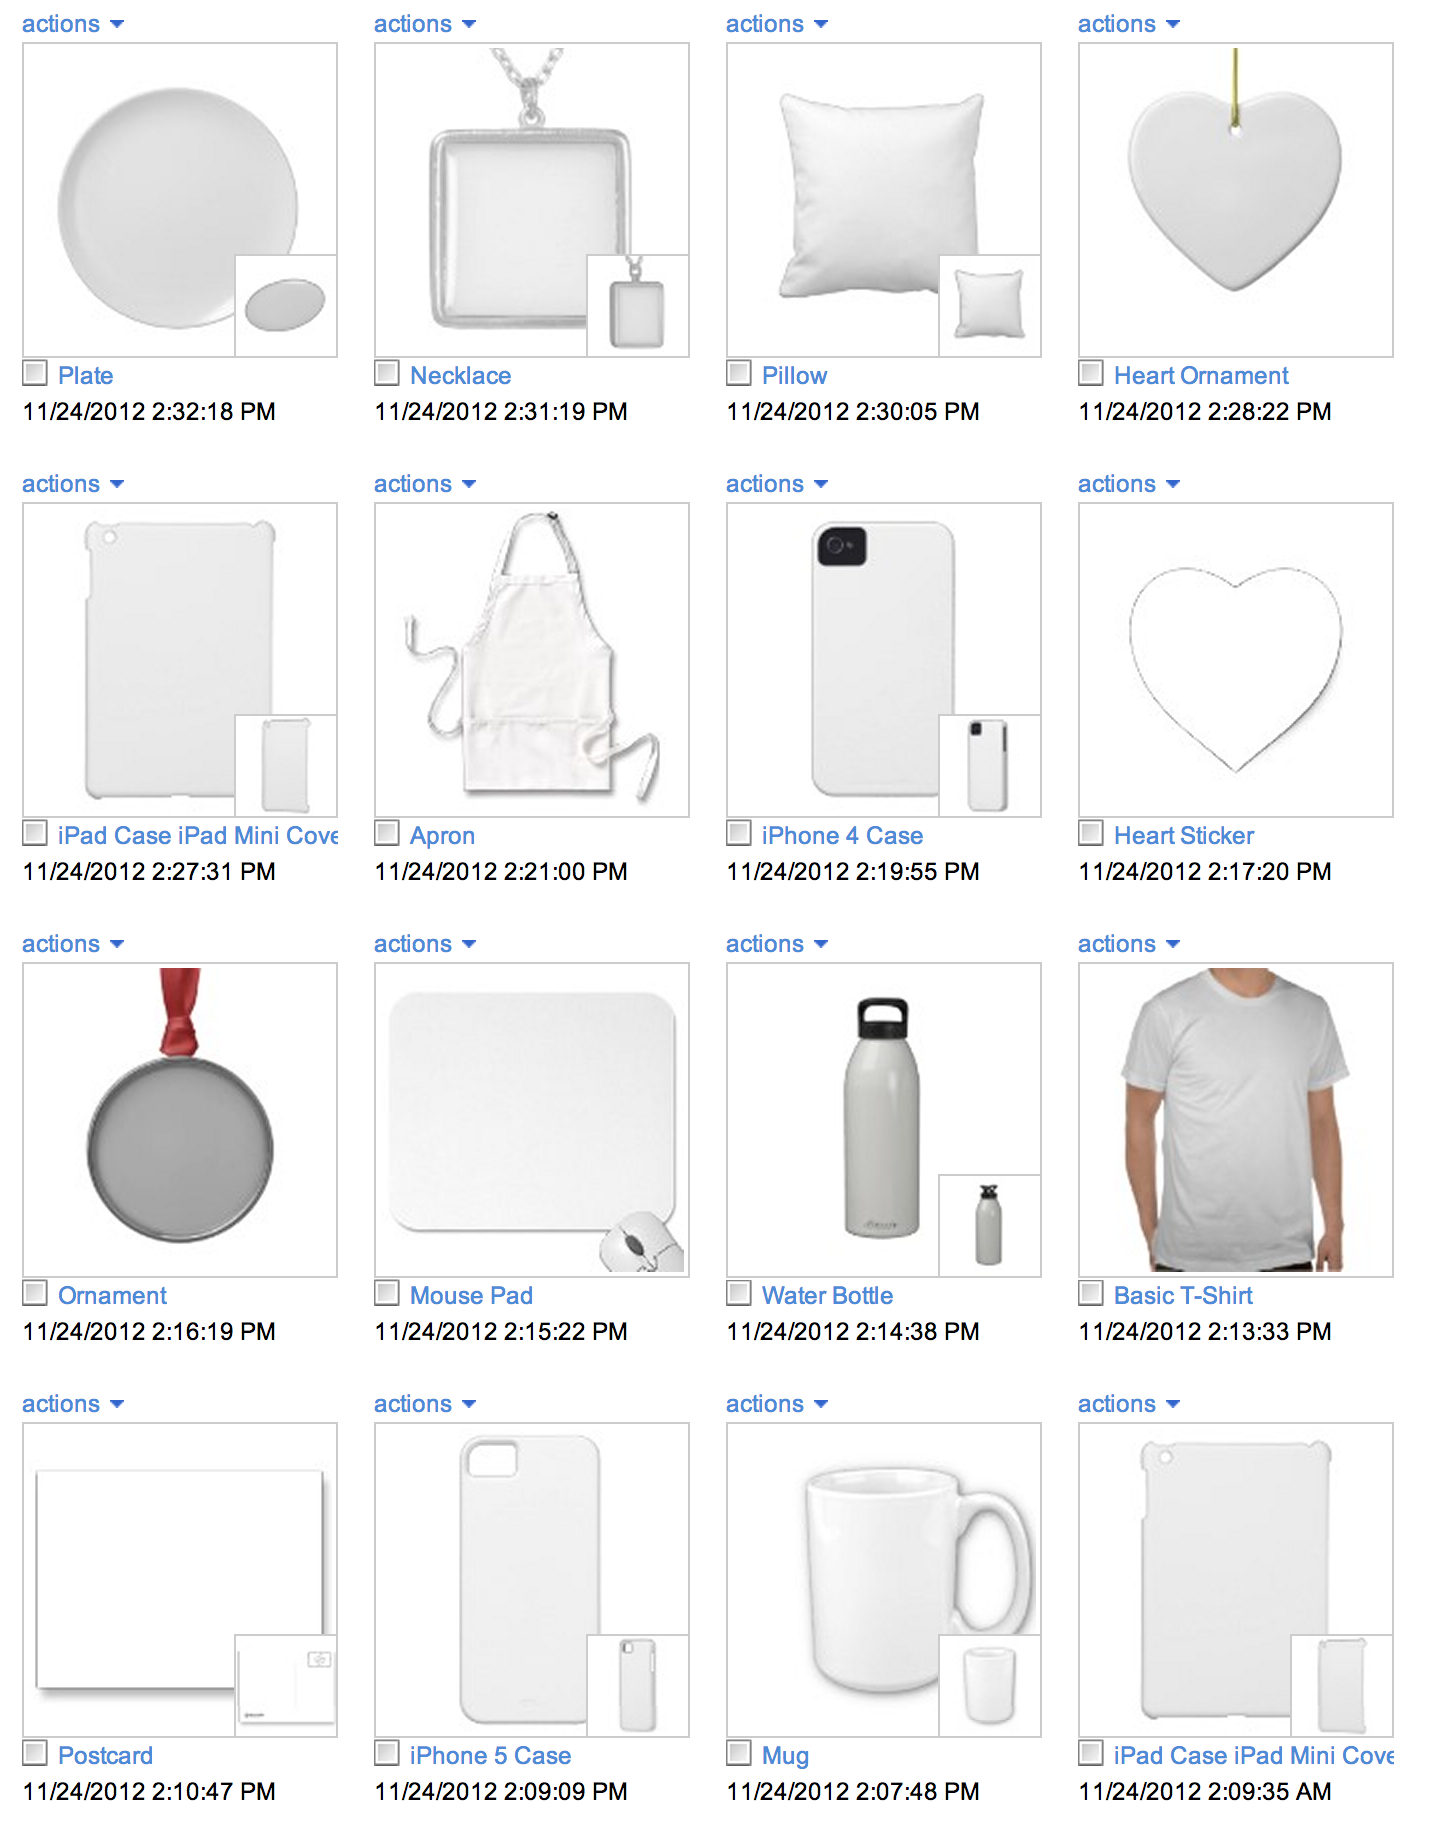 actions actions actions actions
Plate Necklace Pillow Heart Ornament
11/24/2012 2:32:18 PM 11/24/2012 2:31:19 PM 11/24/2012 2:30:05 PM 11/24/2012 2:28:22 PM
actions actions actions actions
iPad Case iPad Mini Cove Apron iPhone 4 Case Heart Sticker
11/24/2012 2:27:31 PM 11/24/2012 2:21:00 PM 11/24/2012 2:19:55 PM 11/24/2012 2:17:20 PM
actions actions actions actions
Ornament Mouse Pad Water Bottle Basic T-Shirt
11/24/2012 2:16:19 PM 11/24/2012 2:15:22 PM 11/24/2012 2:14:38 PM 11/24/2012 2:13:33 PM
actions actions actions actions
Postcard iPhone 5 Case Mug iPad Case iPad Mini Cove
11/24/2012 2:10:47 PM 11/24/2012 2:09:09 PM 11/24/2012 2:07:48 PM 11/24/2012 2:09:35 AM